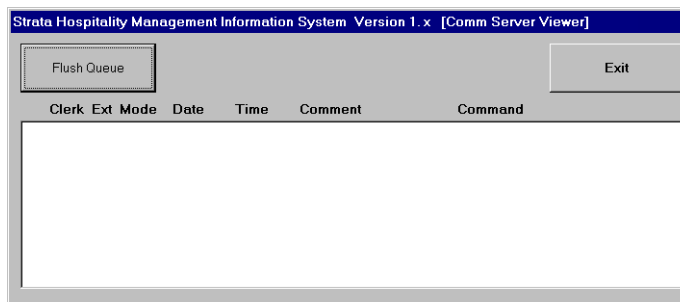 Strata Hospitality Management Information System Version 1. x [Comm Server Viewer]
Flush Queue
Exit
Clerk Ext Mode Date Time Comment Command